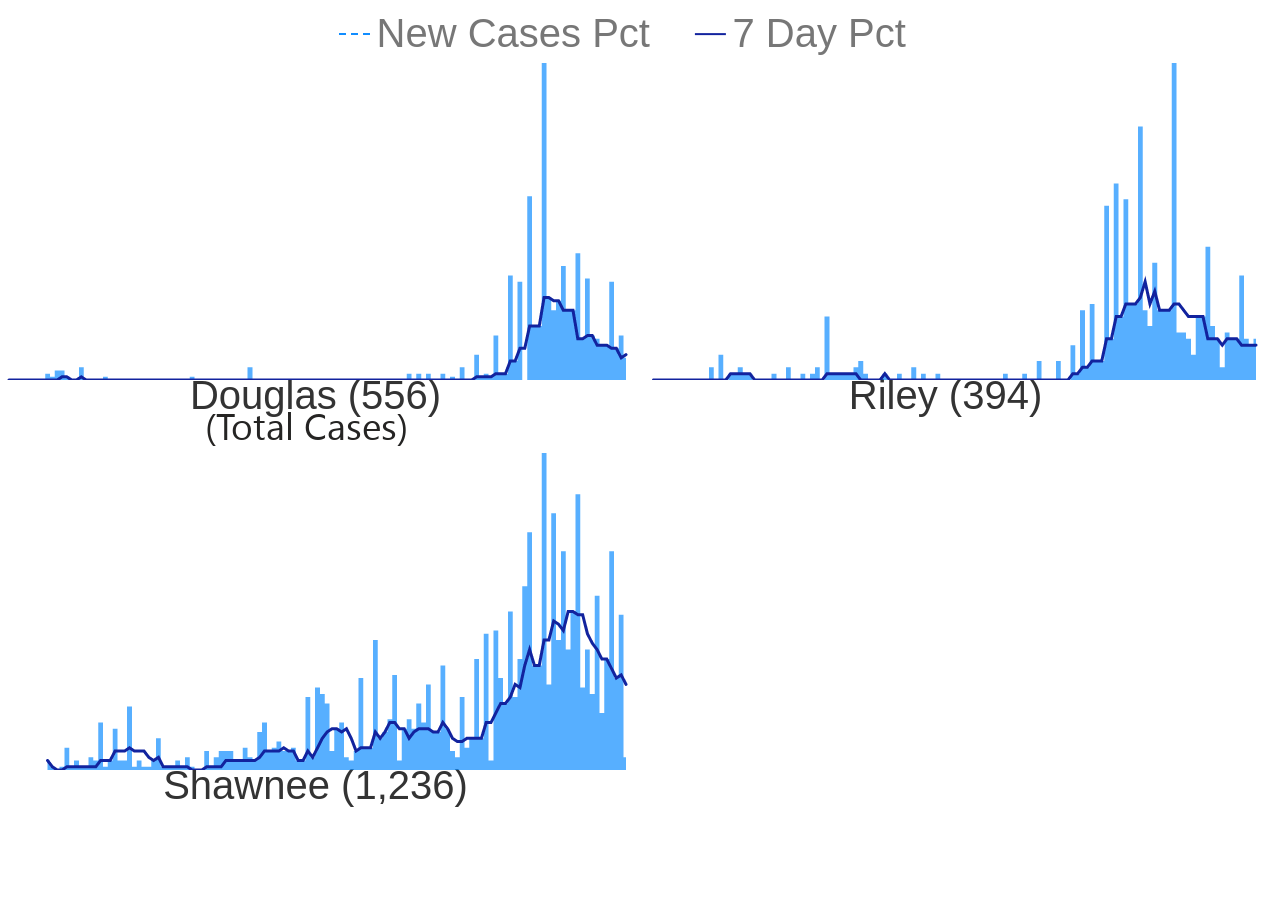 New Cases Pct 7 Day Pct
Douglas (556) Riley (394)
(Total Cases)
Shawnee (1,236)